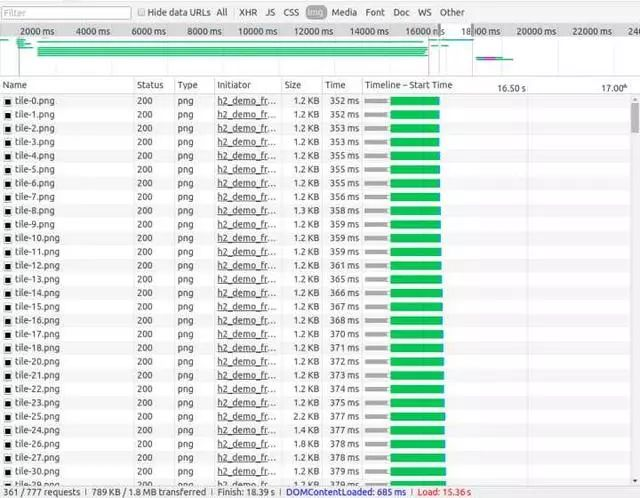 Filter Hide data URLs All XHR JS CSS Img Media Font Doc WS Other
2000 ms 4000 ms 6000 ms 8000 ms 10000 ms 12000 ms 14000 ms 16000 ms 18000 ms 20000 ms 22000 ms 240
Name Status Type Initiator Size Time Timeline – Start Time 16.50 s 17.00
tile-0.png 200 png h2_demo_fr... 1.2 KB 352 ms
tile-1.png 200 png h2_demo_fr... 1.2 KB 352 ms
tile-2.png 200 png h2_demo_fr... 1.2 KB 353 ms
tile-3.png 200 png h2_demo_fr... 1.2 KB 353 ms
tile-4.png 200 png h2_demo_fr... 1.2 KB 355 ms
tile-5.png 200 png h2_demo_fr... 1.2 KB 355 ms
tile-6.png 200 png h2_demo_fr... 1.2 KB 355 ms
tile-7.png 200 png h2_demo_fr... 1.2 KB 356 ms
tile-8.png 200 png h2_demo_fr... 1.3 KB 358 ms
tile-9.png 200 png h2_demo_fr... 1.2 KB 359 ms
tile-10.png 200 png h2_demo_fr... 1.2 KB 359 ms
tile-11.png 200 png h2_demo_fr... 1.2 KB 359 ms
tile-12.png 200 png h2_demo_fr... 1.2 KB 361 ms
tile-13.png 200 png h2_demo_fr... 1.2 KB 365 ms
tile-14.png 200 png h2_demo_fr... 1.2 KB 366 ms
tile-15.png 200 png h2_demo_fr... 1.2 KB 367 ms
tile-16.png 200 png h2_demo_fr... 1.2 KB 368 ms
tile-17.png 200 png h2_demo_fr... 1.2 KB 370 ms
tile-18.png 200 png h2_demo_fr... 1.2 KB 371 ms
tile-20.png 200 png h2_demo_fr... 1.2 KB 372 ms
tile-21.png 200 png h2_demo_fr... 1.2 KB 373 ms
tile-22.png 200 png h2_demo_fr... 1.2 KB 374 ms
tile-23.png 200 png h2_demo_fr... 1.2 KB 375 ms
tile-25.png 200 png h2_demo_fr... 2.2 KB 377 ms
tile-24.png 200 png h2_demo_fr... 1.4 KB 377 ms
tile-26.png 200 png h2_demo_fr... 1.8 KB 378 ms
tile-27.png 200 png h2_demo_fr... 1.2 KB 378 ms
tile-30.png 200 png h2_demo_fr... 1.2 KB 379 ms
tile-29.png 200 png h2_demo_fr... 1.2 KB 379 ms
361 / 777 requests | 789 KB / 1.8 MB transferred | Finish: 18.39 s | DOMContentLoaded: 685 ms | Load: 15.36 s